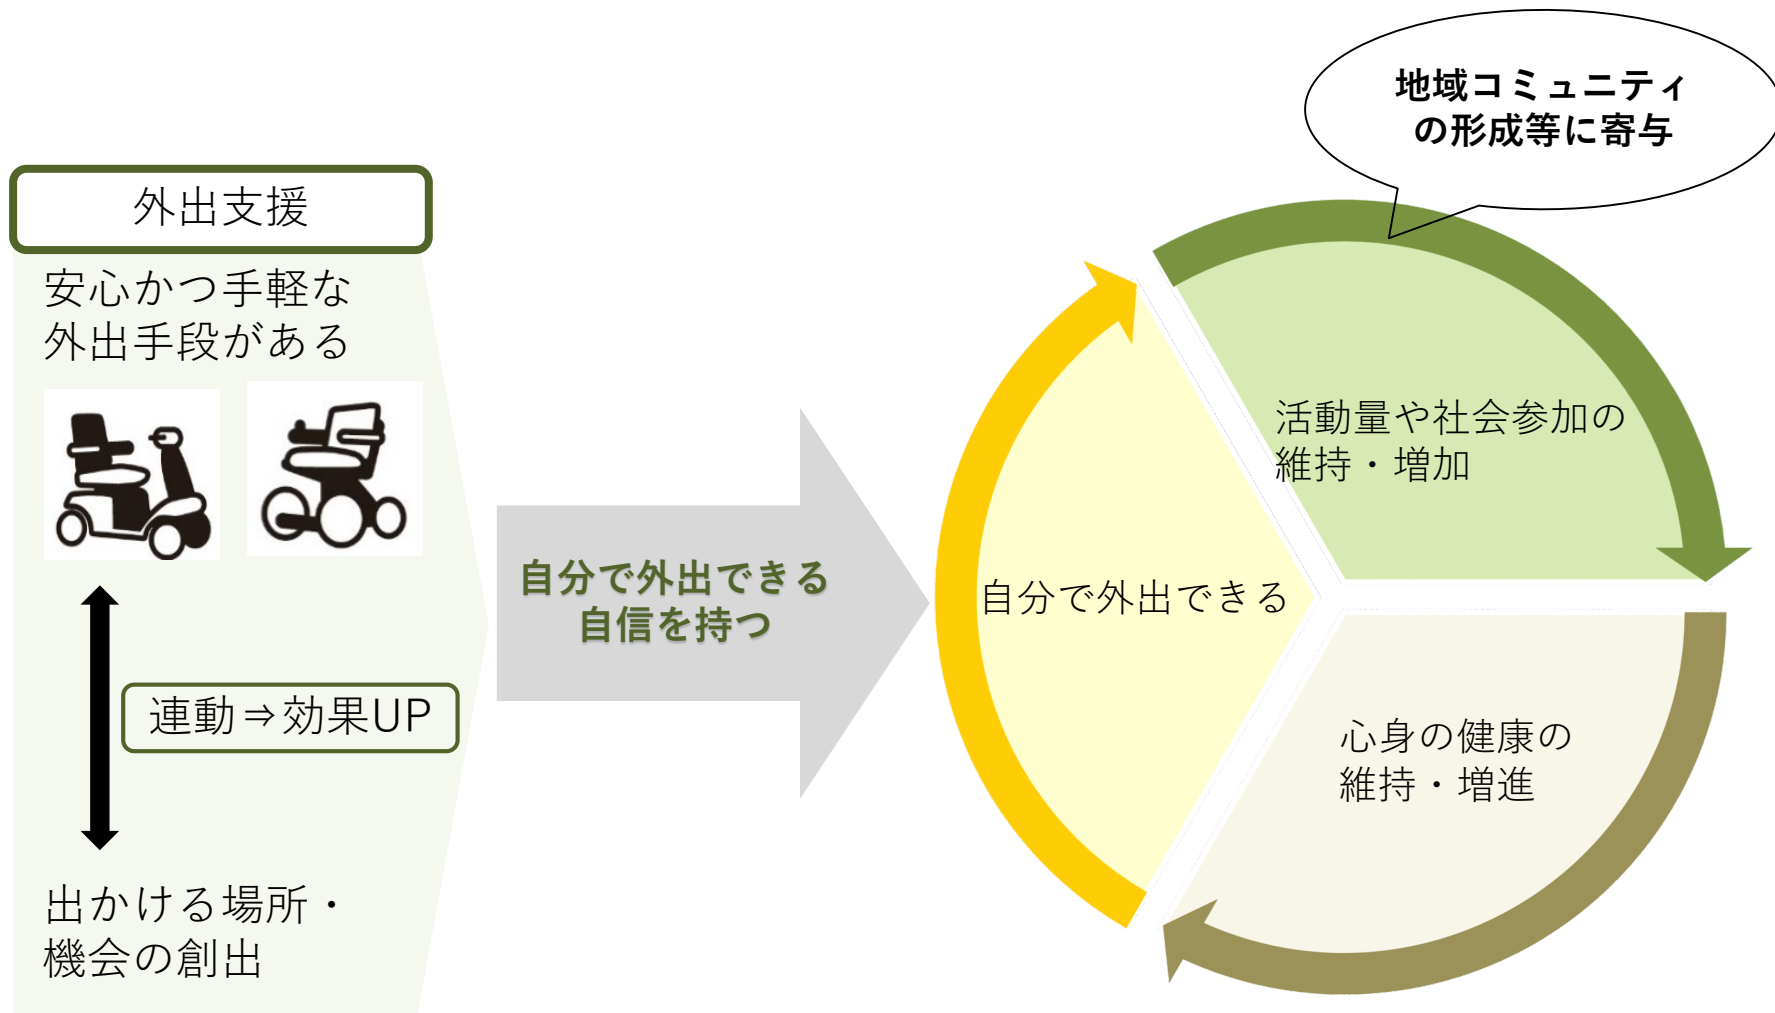 外出支援
安心かつ手軽な
外出手段がある
連動⇒効果UP
出かける場所・
機会の創出
自分で外出できる
自信を持つ
地域コミュニティ
の形成等に寄与
活動量や社会参加の
維持・増加
自分で外出できる
心身の健康の
維持・増進